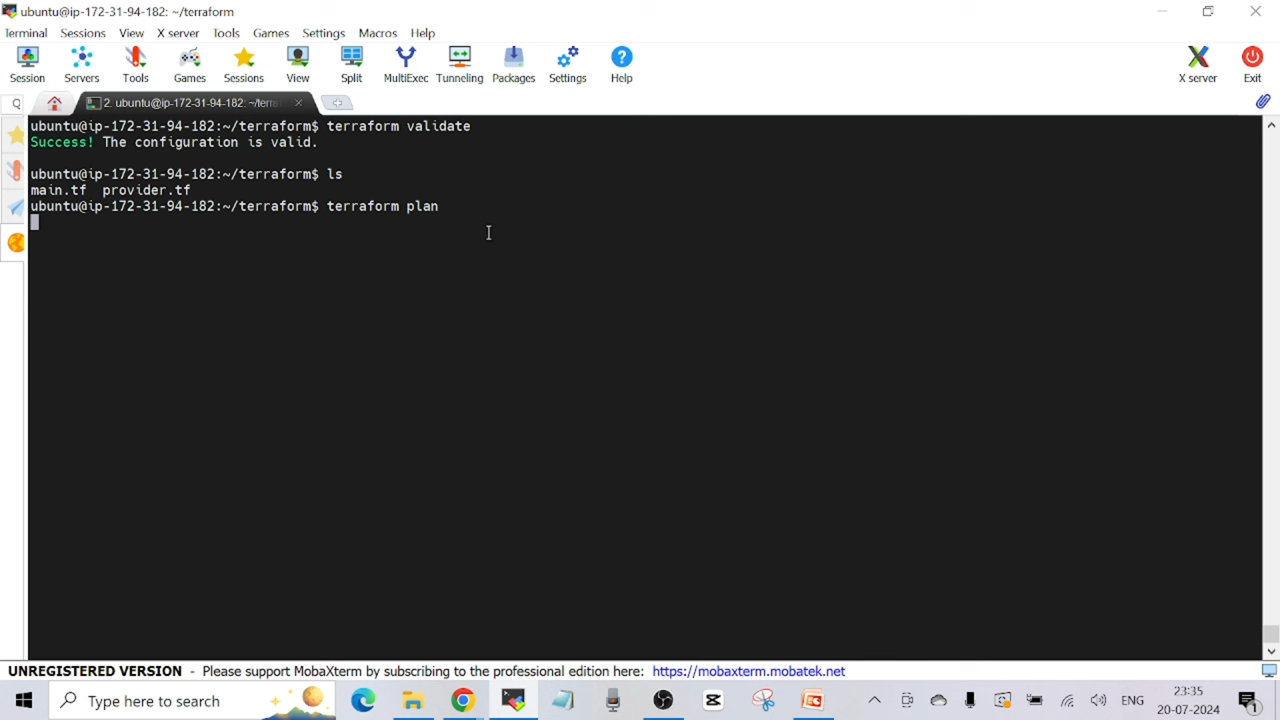 ubuntu@ip-172-31-94-182: ~/terraform
Terminal Sessions View X server Tools Games Settings Macros Help
Session Servers Tools Games Sessions View Split MultiExec Tunneling Packages Settings Help X server Exit
Q 2. ubuntu@ip-172-31-94-182: ~/terra
ubuntu@ip-172-31-94-182:~/terraform$ terraform validate
Success! The configuration is valid.
ubuntu@ip-172-31-94-182:~/terraform$ ls
main.tf provider.tf
ubuntu@ip-172-31-94-182:~/terraform$ terraform plan
UNREGISTERED VERSION - Please support MobaXterm by subscribing to the professional edition here: https://mobaxterm.mobatek.net
Type here to search ENG 23:35
20-07-2024 1